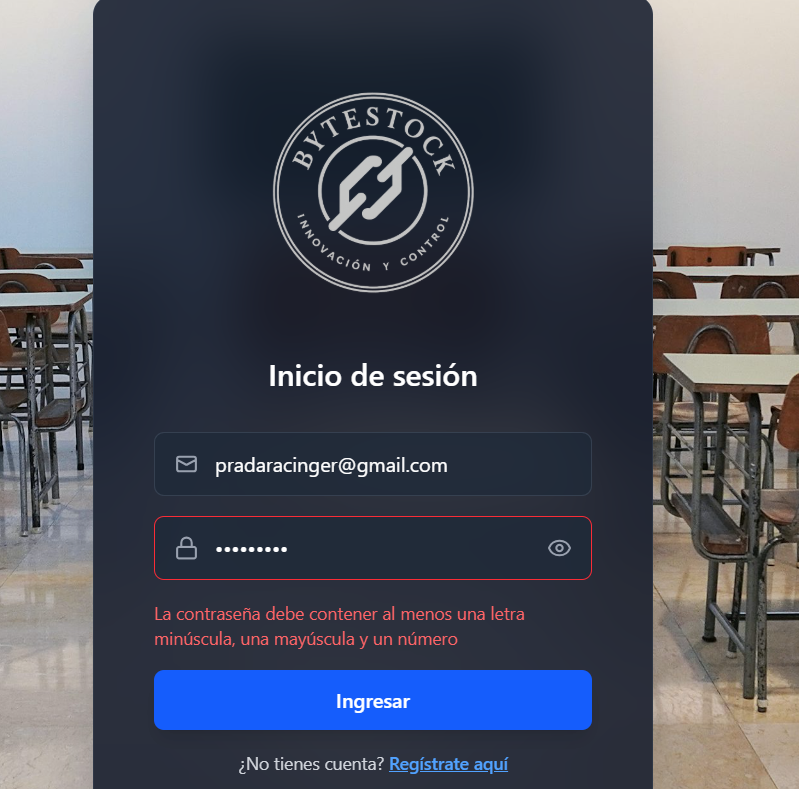 BYTESTOCK
INNOVACIÓN Y CONTROL
Inicio de sesión
pradaracinger@gmail.com
•••••••••
La contraseña debe contener al menos una letra
minúscula, una mayúscula y un número
Ingresar
¿No tienes cuenta? Regístrate aquí